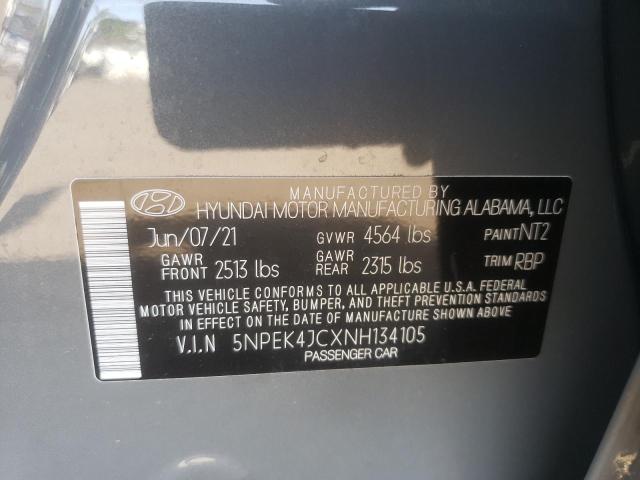 MANUFACTURED BY
HYUNDAI MOTOR MANUFACTURING ALABAMA, LLC
Jun/07/21 GVWR 4564 lbs PAINT NT2
GAWR FRONT 2513 lbs GAWR REAR 2315 lbs TRIM RBP
THIS VEHICLE CONFORMS TO ALL APPLICABLE U.S.A. FEDERAL
MOTOR VEHICLE SAFETY, BUMPER, AND THEFT PREVENTION STANDARDS
IN EFFECT ON THE DATE OF MANUFACTURE SHOWN ABOVE
V.I.N 5NPEK4JCXNH134105
PASSENGER CAR